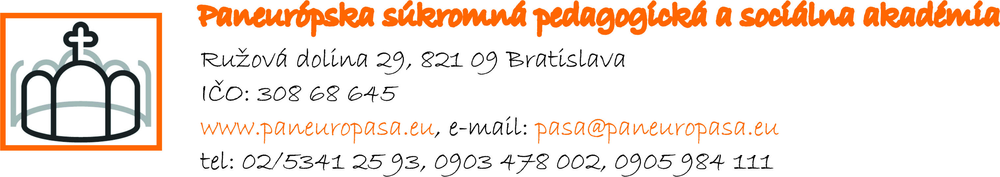 Paneurópska súkromná pedagogická a sociálna akadémia
Ružová dolina 29, 821 09 Bratislava
IČO: 308 68 645
www.paneuropasa.eu, e-mail: pasa@paneuropasa.eu
tel: 02/5341 25 93, 0903 478 002, 0905 984 111